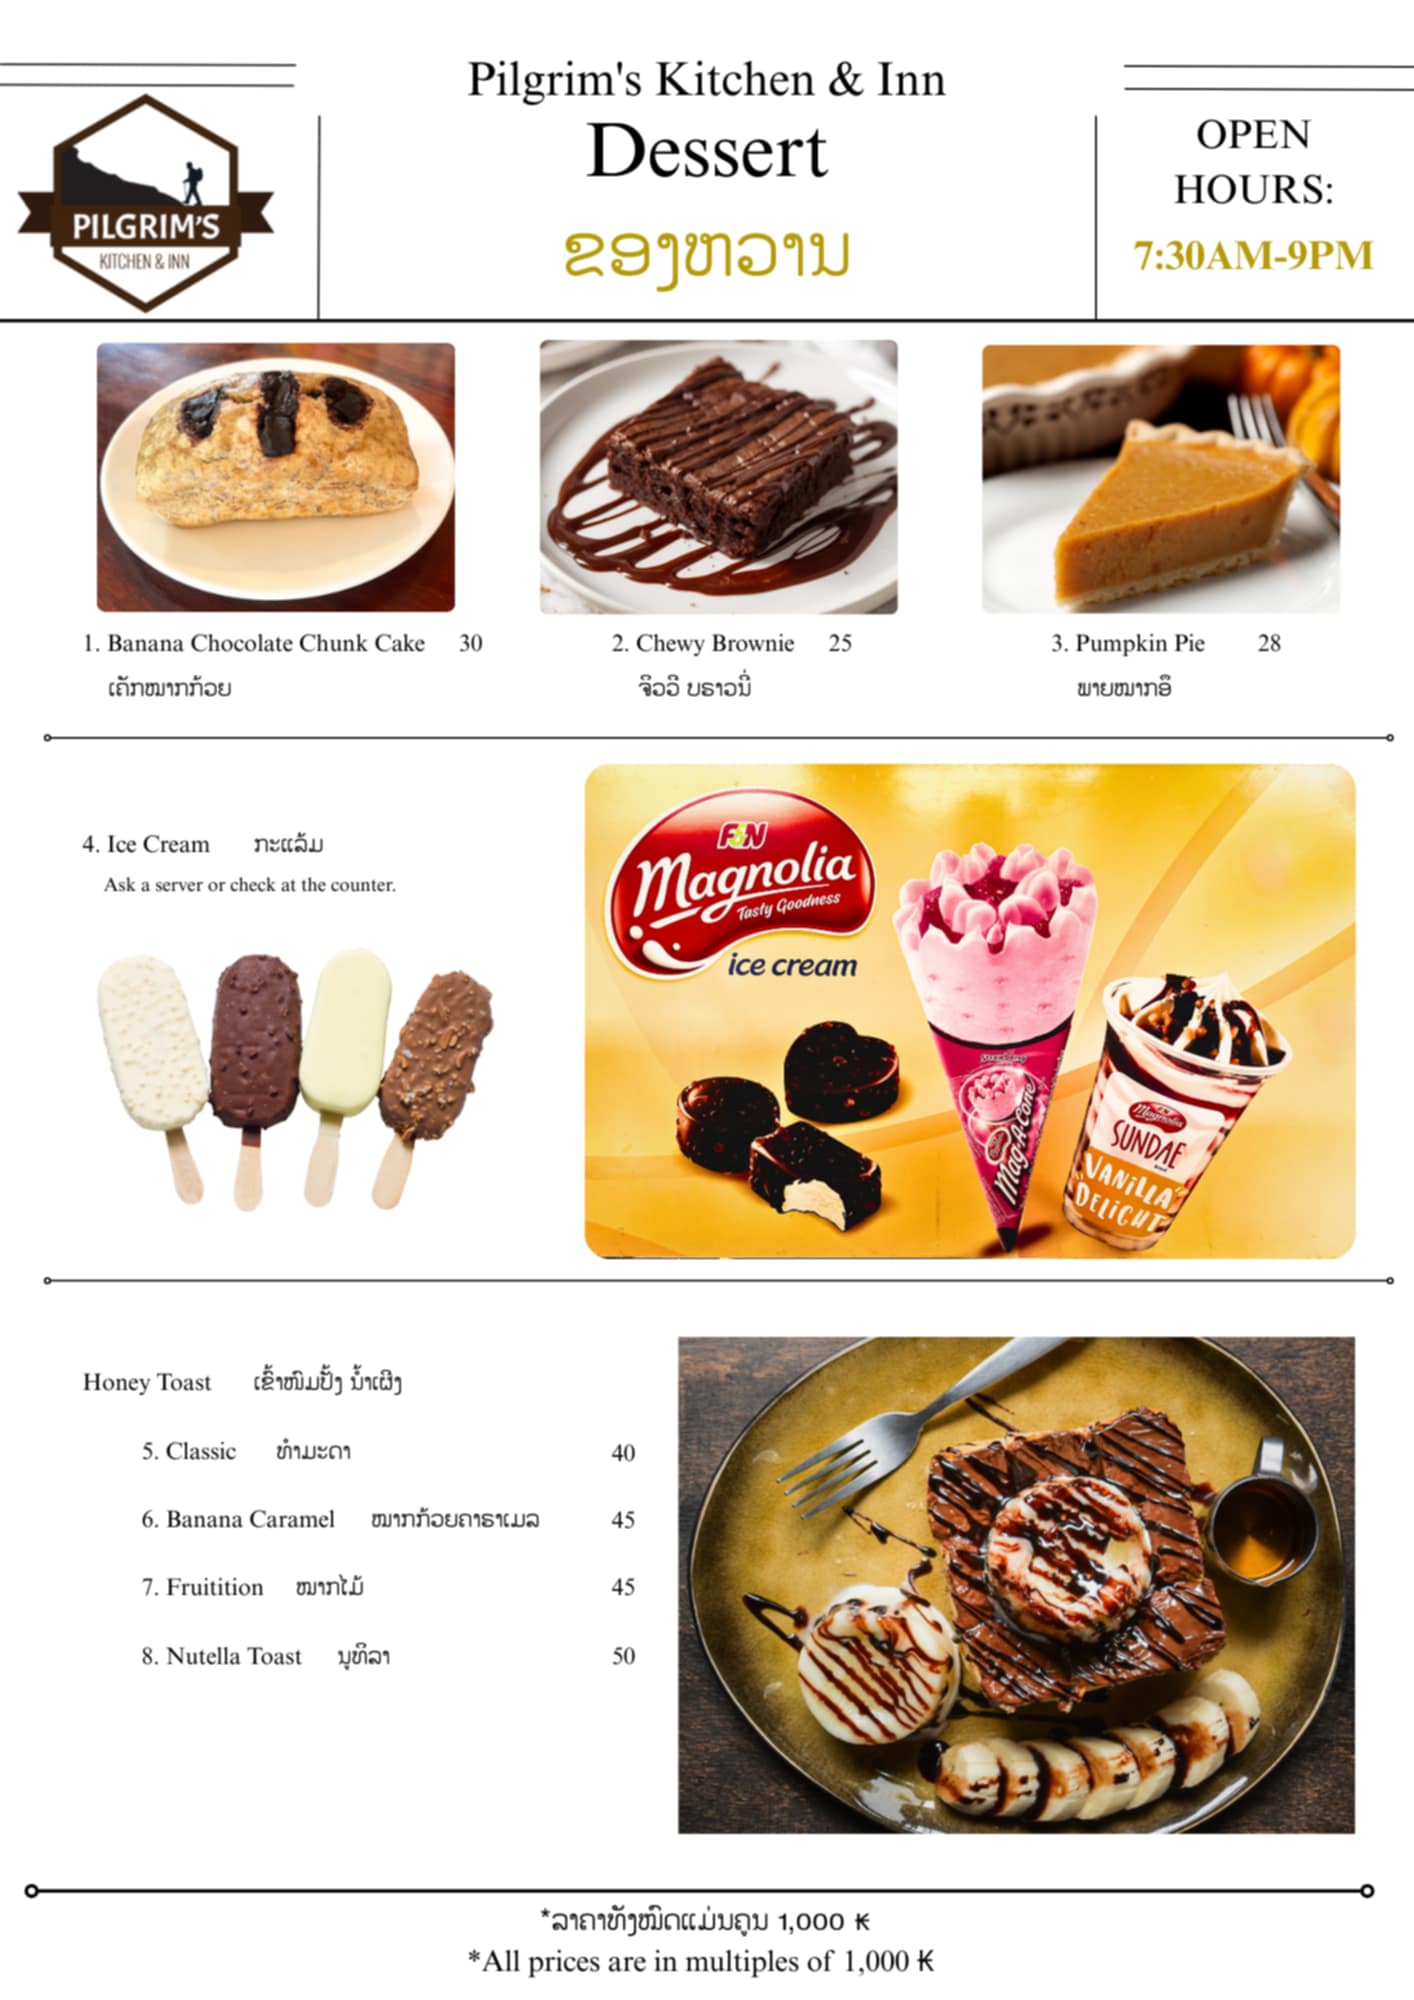 PILGRIM'S
KITCHEN & INN
Pilgrim's Kitchen & Inn
Dessert
ຂອງຫວານ
OPEN
HOURS:
7:30AM-9PM
1. Banana Chocolate Chunk Cake 30
ເຄັກໝາກກ້ວຍ
2. Chewy Brownie 25
ຈິວວີ ບຣາວນີ່
3. Pumpkin Pie 28
ພາຍໝາກອຶ
4. Ice Cream ກະແລ້ມ
Ask a server or check at the counter.
F&N
Magnolia
Tasty Goodness
ice cream
Strawberry
Mag-A-Cone
Magnolia
SUNDAE
VANILLA
DELIGHT
Honey Toast ເຂົ້າໜົມປັ້ງ ນ້ຳເຜີງ
5. Classic ທຳມະດາ 40
6. Banana Caramel ໝາກກ້ວຍຄາຣາເມລ 45
7. Fruitition ໝາກໄມ້ 45
8. Nutella Toast ນູທິລາ 50
*ລາຄາທັງໝົດແມ່ນຄູນ 1,000 ₭
*All prices are in multiples of 1,000 ₭